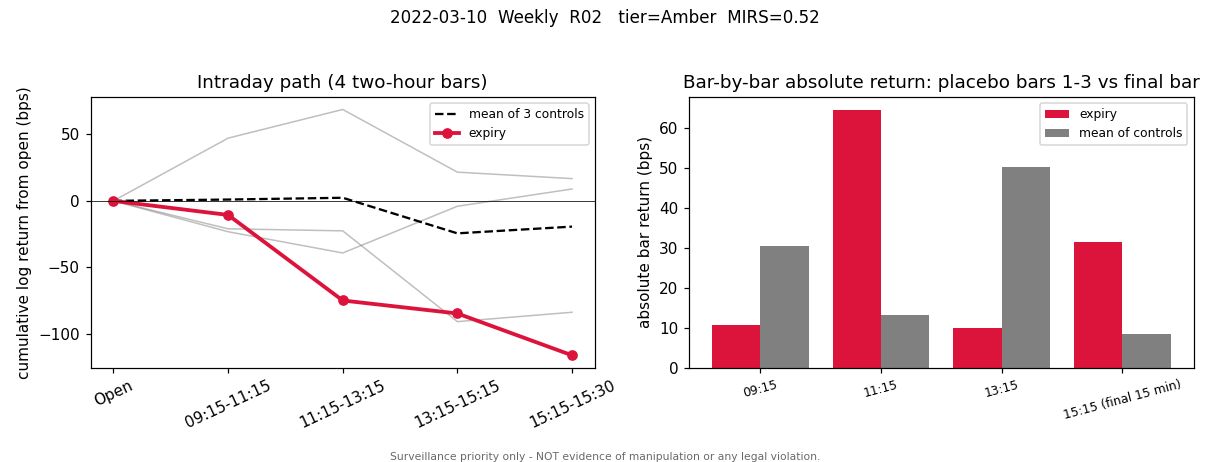 2022-03-10  Weekly  R02   tier=Amber  MIRS=0.52
Intraday path (4 two-hour bars)
cumulative log return from open (bps)
50
0
−50
−100
mean of 3 controls
expiry
Open
09:15-11:15
11:15-13:15
13:15-15:15
15:15-15:30
Bar-by-bar absolute return: placebo bars 1-3 vs final bar
absolute bar return (bps)
60
50
40
30
20
10
0
expiry
mean of controls
09:15
11:15
13:15
15:15 (final 15 min)
Surveillance priority only - NOT evidence of manipulation or any legal violation.